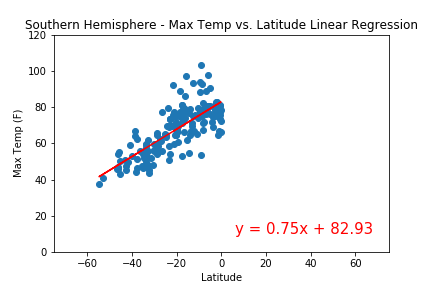 Southern Hemisphere - Max Temp vs. Latitude Linear Regression
120
100
80
60
40
20
0
Max Temp (F)
y = 0.75x + 82.93
−60 −40 −20 0 20 40 60
Latitude